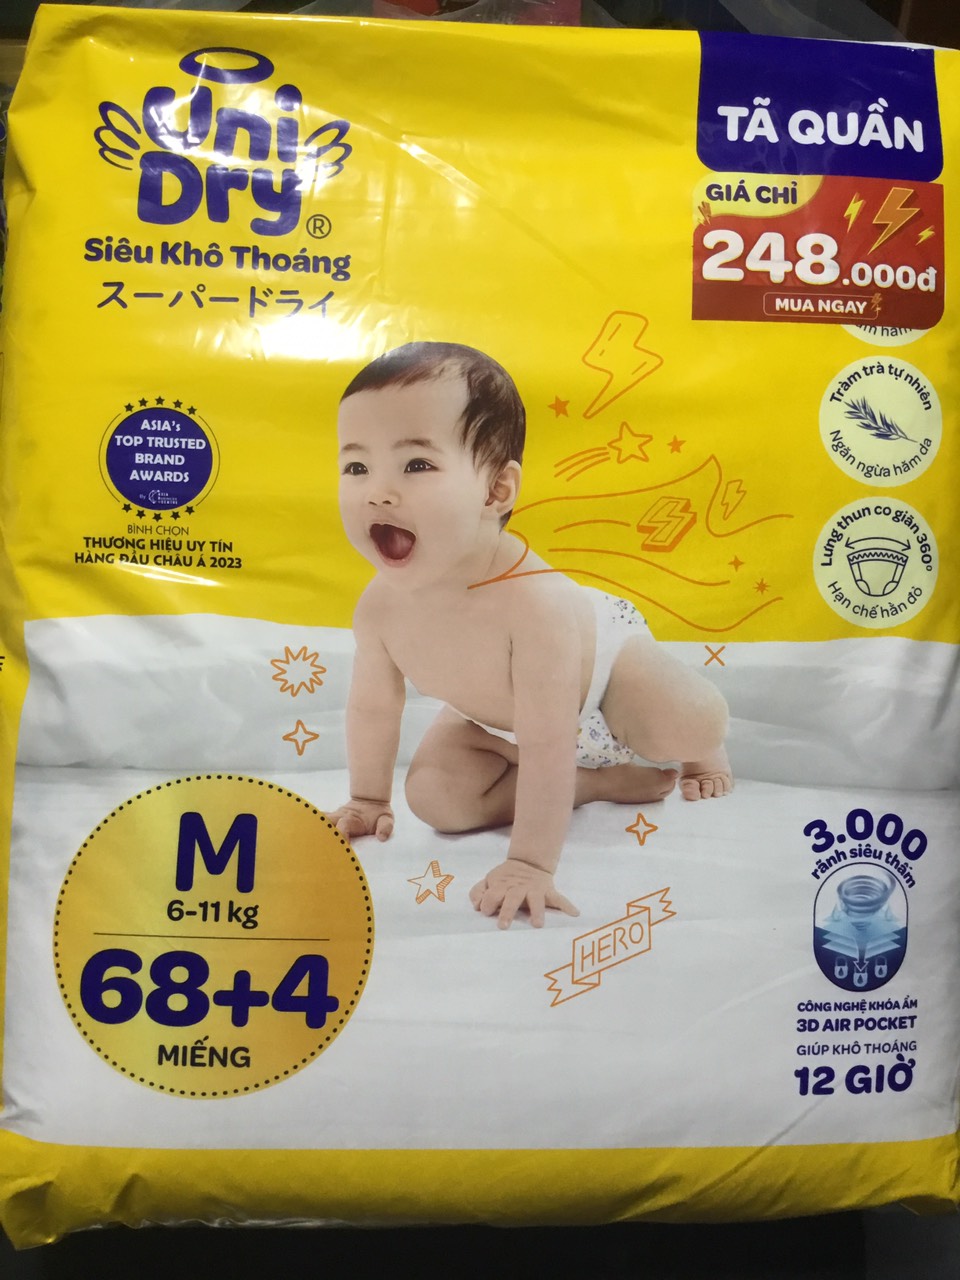 Uni
Dry®
Siêu Khô Thoáng
スーパードライ
TÃ QUẦN
GIÁ CHỈ
248.000đ
MUA NGAY
Tràm trà tự nhiên
Ngăn ngừa hăm da
Lưng thun co giãn 360°
Hạn chế hằn đỏ
ASIA's
TOP TRUSTED
BRAND
AWARDS
By
BÌNH CHỌN
THƯƠNG HIỆU UY TÍN
HÀNG ĐẦU CHÂU Á 2023
M
6-11 kg
68+4
MIẾNG
HERO
3.000
rãnh siêu thấm
CÔNG NGHỆ KHÓA ẨM
3D AIR POCKET
GIÚP KHÔ THOÁNG
12 GIỜ